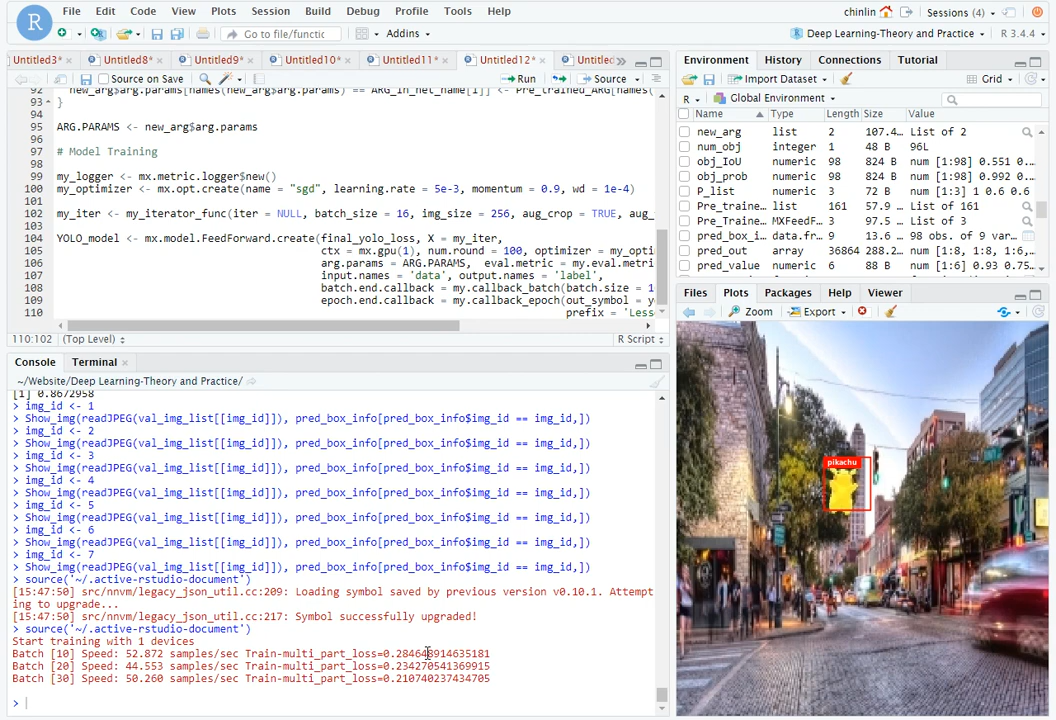 File Edit Code View Plots Session Build Debug Profile Tools Help
chinlin
Sessions (4)
Go to file/functic
Addins
Deep Learning-Theory and Practice
R 3.4.4
Untitled3*
Untitled8*
Untitled9*
Untitled10*
Untitled11*
Untitled12*
Untitled
Source on Save
Run
Source
93 }
94
95 ARG.PARAMS <- new_arg$arg.params
96
97 # Model Training
98
99 my_logger <- mx.metric.logger$new()
100 my_optimizer <- mx.opt.create(name = "sgd", learning.rate = 5e-3, momentum = 0.9, wd = 1e-4)
101
102 my_iter <- my_iterator_func(iter = NULL, batch_size = 16, img_size = 256, aug_crop = TRUE, aug_
103
104 YOLO_model <- mx.model.FeedForward.create(final_yolo_loss, X = my_iter,
105 ctx = mx.gpu(1), num.round = 100, optimizer = my_opti
106 arg.params = ARG.PARAMS, eval.metric = my.eval.metri
107 input.names = 'data', output.names = 'label',
108 batch.end.callback = my.callback_batch(batch.size = 1
109 epoch.end.callback = my.callback_epoch(out_symbol = y
110 prefix = 'Less
110:102 (Top Level) R Script
Console Terminal
~/Website/Deep Learning-Theory and Practice/
[1] 0.8672958
> img_id <- 1
> Show_img(readJPEG(val_img_list[[img_id]]), pred_box_info[pred_box_info$img_id == img_id,])
> img_id <- 2
> Show_img(readJPEG(val_img_list[[img_id]]), pred_box_info[pred_box_info$img_id == img_id,])
> img_id <- 3
> Show_img(readJPEG(val_img_list[[img_id]]), pred_box_info[pred_box_info$img_id == img_id,])
> img_id <- 4
> Show_img(readJPEG(val_img_list[[img_id]]), pred_box_info[pred_box_info$img_id == img_id,])
> img_id <- 5
> Show_img(readJPEG(val_img_list[[img_id]]), pred_box_info[pred_box_info$img_id == img_id,])
> img_id <- 6
> Show_img(readJPEG(val_img_list[[img_id]]), pred_box_info[pred_box_info$img_id == img_id,])
> img_id <- 7
> Show_img(readJPEG(val_img_list[[img_id]]), pred_box_info[pred_box_info$img_id == img_id,])
> source('~/.active-rstudio-document')
[15:47:50] src/nnvm/legacy_json_util.cc:209: Loading symbol saved by previous version v0.10.1. Attempt
ing to upgrade...
[15:47:50] src/nnvm/legacy_json_util.cc:217: Symbol successfully upgraded!
> source('~/.active-rstudio-document')
Start training with 1 devices
Batch [10] Speed: 52.872 samples/sec Train-multi_part_loss=0.284648914635181
Batch [20] Speed: 44.553 samples/sec Train-multi_part_loss=0.234270541369915
Batch [30] Speed: 50.260 samples/sec Train-multi_part_loss=0.210740237434705
>
Environment History Connections Tutorial
Import Dataset
Grid
R Global Environment
Name Type Length Size Value
new_arg list 2 107.4… List of 2
num_obj integer 1 48 B 96L
obj_IoU numeric 98 824 B num [1:98] 0.551 0…
obj_prob numeric 98 824 B num [1:98] 0.992 0…
P_list numeric 3 72 B num [1:3] 1 0.6 0.6
Pre_traine… list 161 57.9 … List of 161
Pre_Traine… MXFeedF… 3 97.5 … List of 3
pred_box_i… data.fr… 9 13.6 … 98 obs. of 9 var…
pred_out numeric 36864 288.2… num [1:8, 1:8, 1:6,…
pred_value numeric 6 88 B num [1:6] 0.93 0.75…
Files Plots Packages Help Viewer
Zoom Export
pikachu